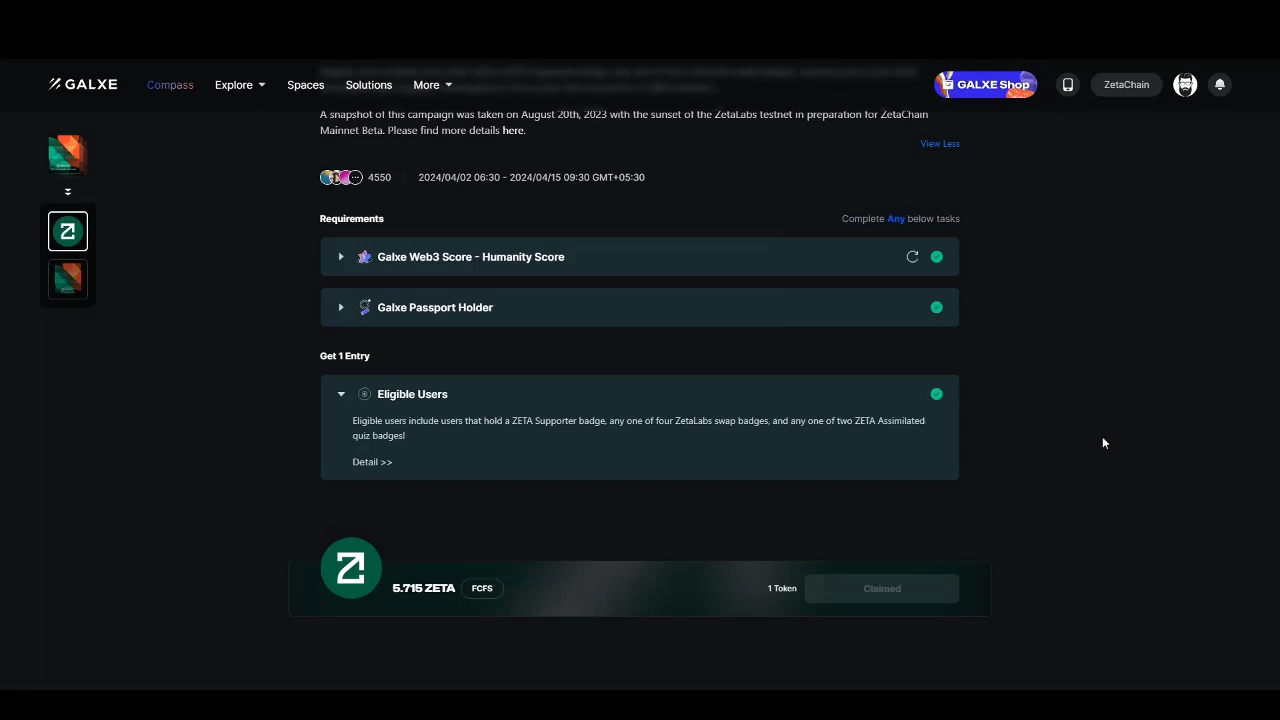 GALXE
Compass
Explore
Spaces
Solutions
More
GALXE Shop
ZetaChain
A snapshot of this campaign was taken on August 20th, 2023 with the sunset of the ZetaLabs testnet in preparation for ZetaChain
Mainnet Beta. Please find more details here.
View Less
4550
2024/04/02 06:30 - 2024/04/15 09:30 GMT+05:30
Requirements
Complete Any below tasks
Galxe Web3 Score - Humanity Score
Galxe Passport Holder
Get 1 Entry
Eligible Users
Eligible users include users that hold a ZETA Supporter badge, any one of four ZetaLabs swap badges, and any one of two ZETA Assimilated
quiz badges!
Detail >>
5.715 ZETA
FCFS
1 Token
Claimed